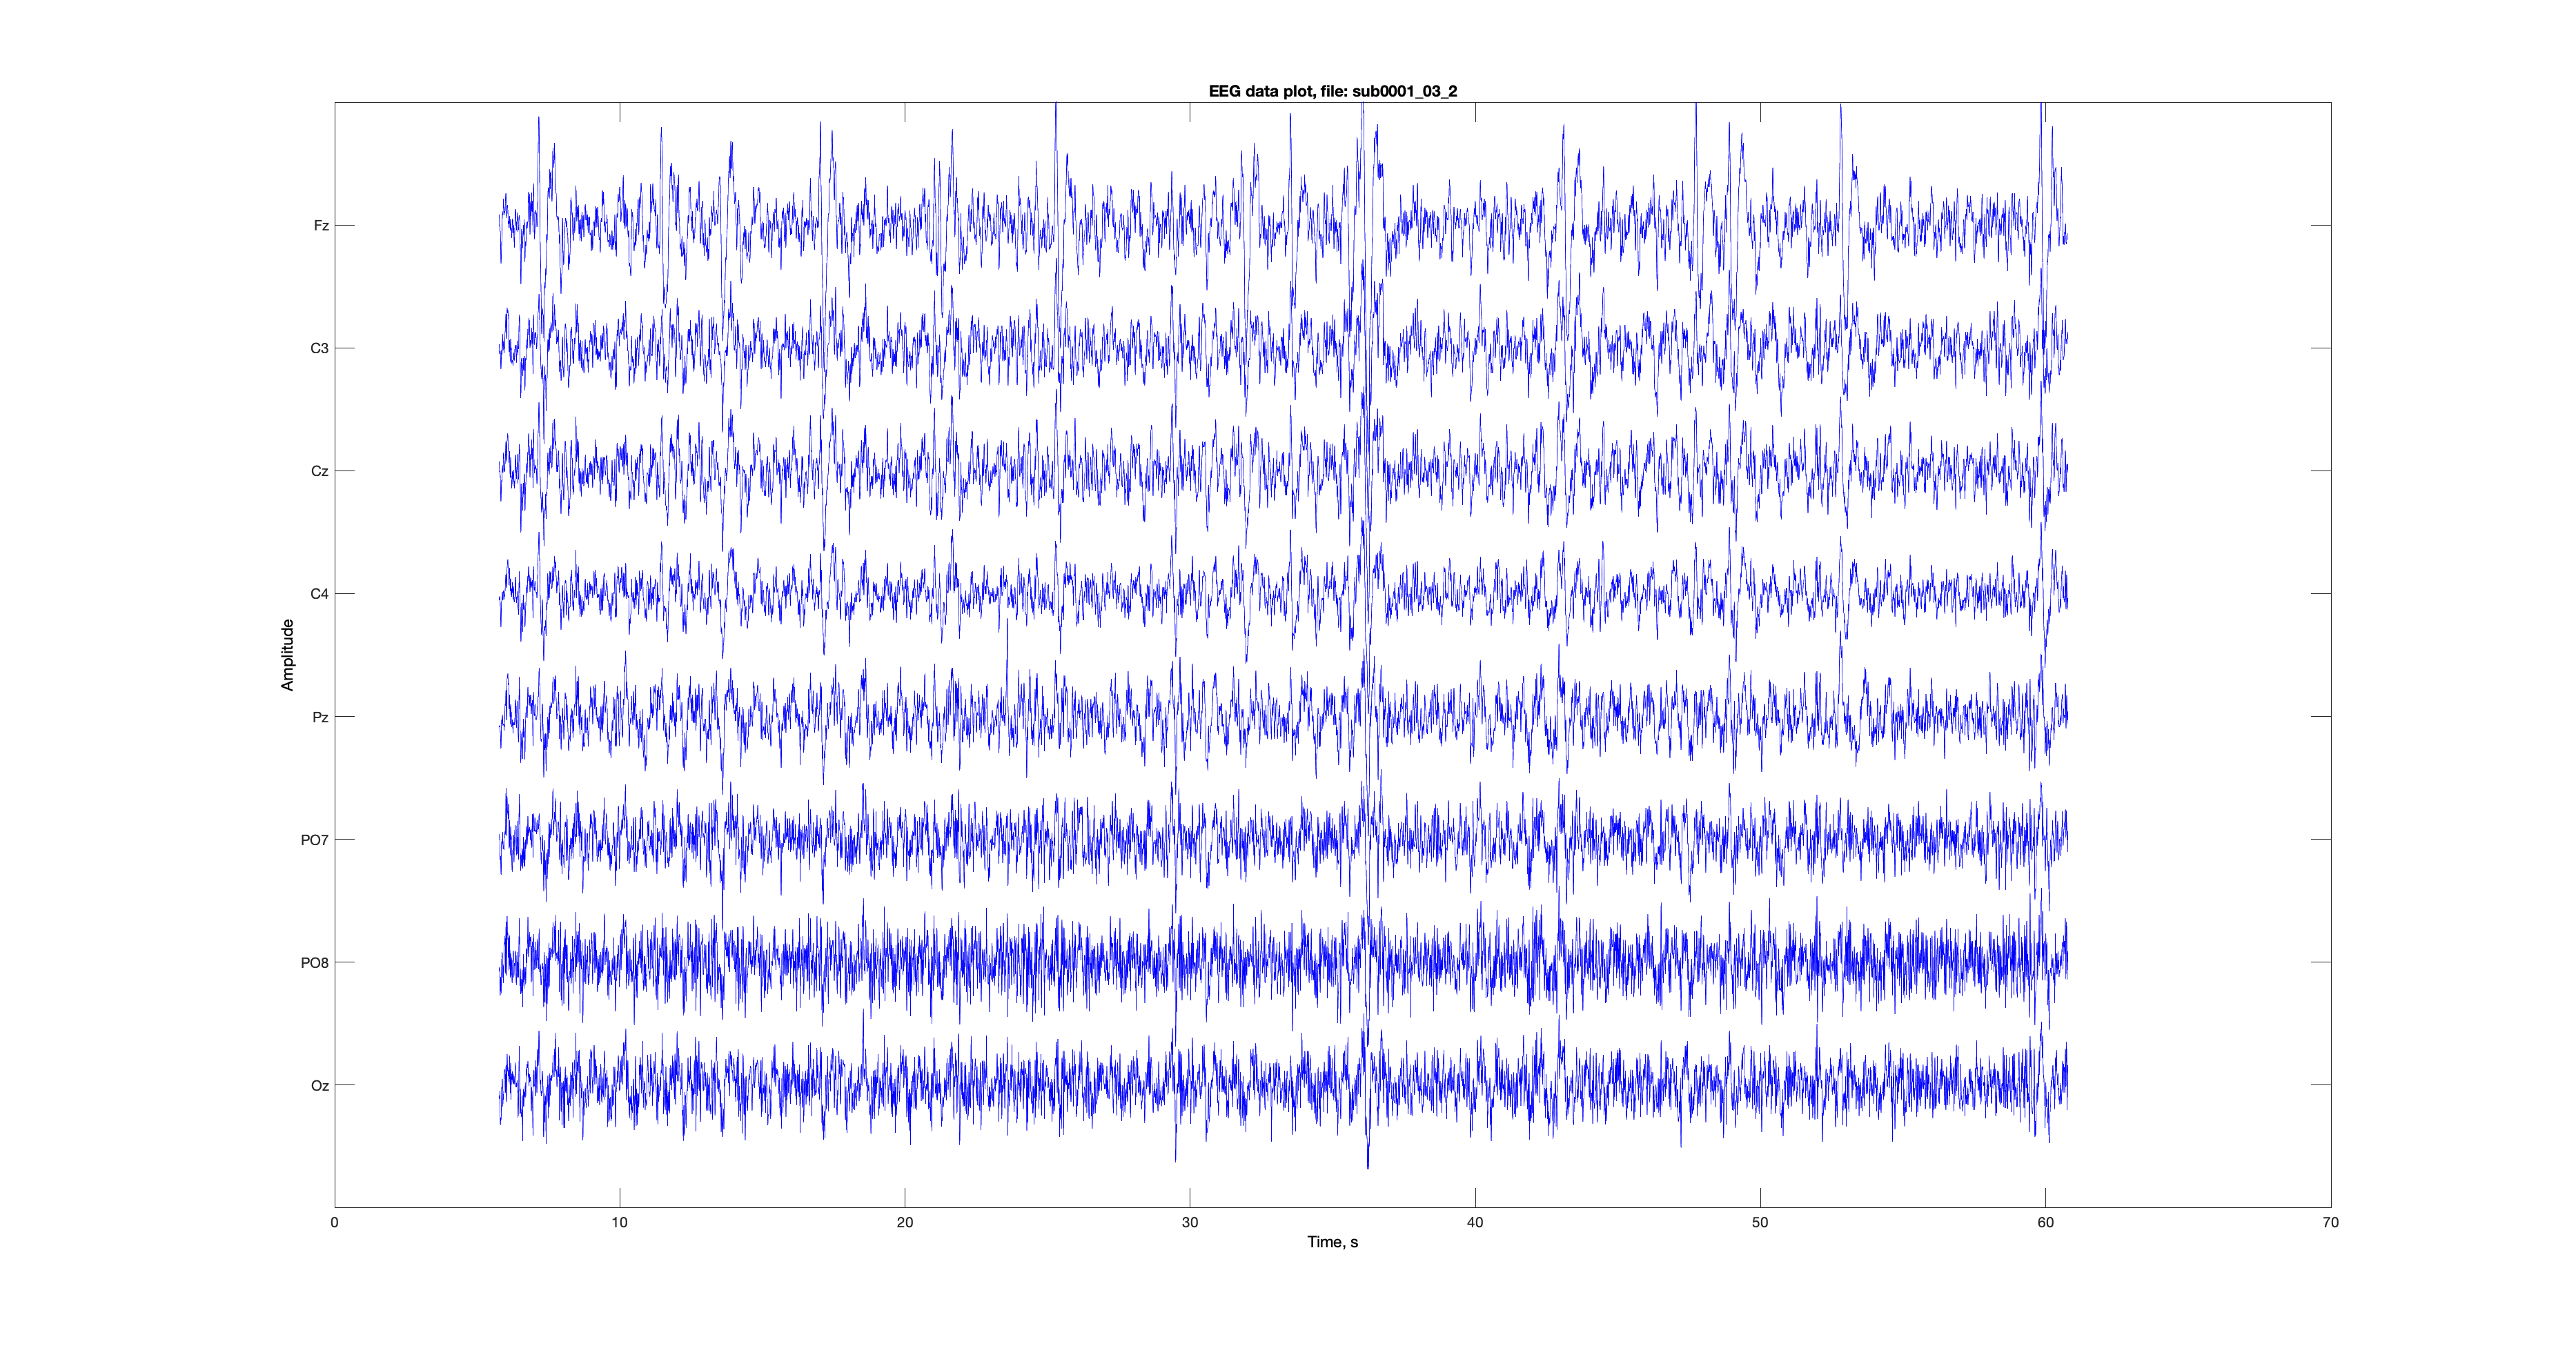 EEG data plot, file: sub0001_03_2
Fz
C3
Cz
C4
Pz
PO7
PO8
Oz
Amplitude
0 10 20 30 40 50 60 70
Time, s